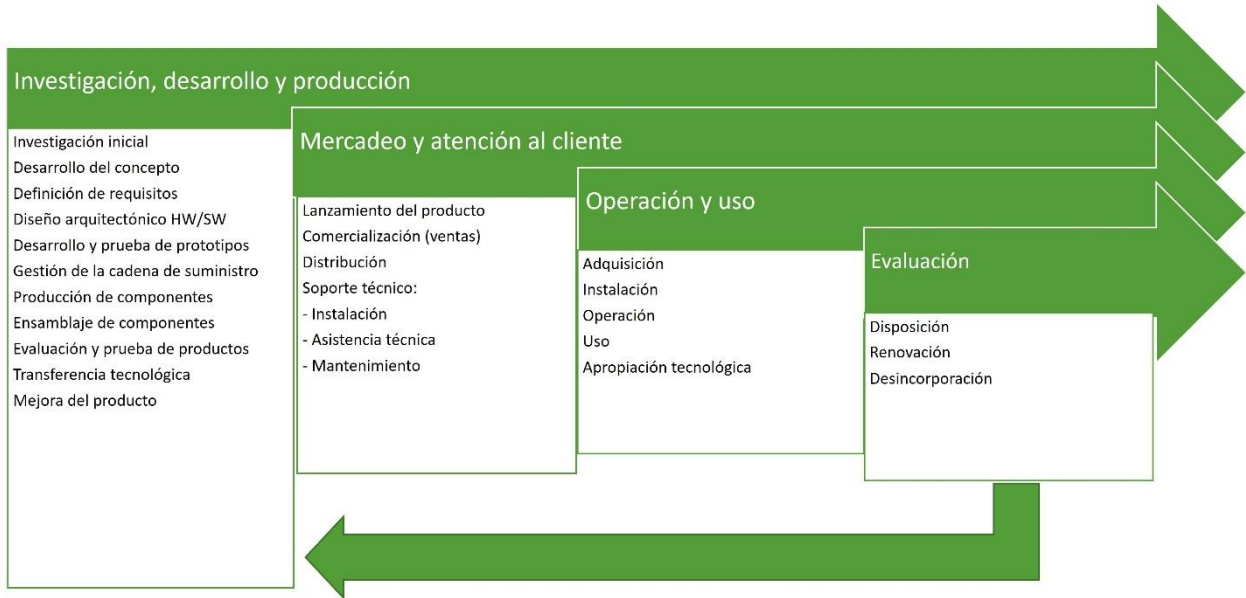 Investigación, desarrollo y producción
Investigación inicial
Desarrollo del concepto
Definición de requisitos
Diseño arquitectónico HW/SW
Desarrollo y prueba de prototipos
Gestión de la cadena de suministro
Producción de componentes
Ensamblaje de componentes
Evaluación y prueba de productos
Transferencia tecnológica
Mejora del producto
Mercadeo y atención al cliente
Lanzamiento del producto
Comercialización (ventas)
Distribución
Soporte técnico:
- Instalación
- Asistencia técnica
- Mantenimiento
Operación y uso
Adquisición
Instalación
Operación
Uso
Apropiación tecnológica
Evaluación
Disposición
Renovación
Desincorporación